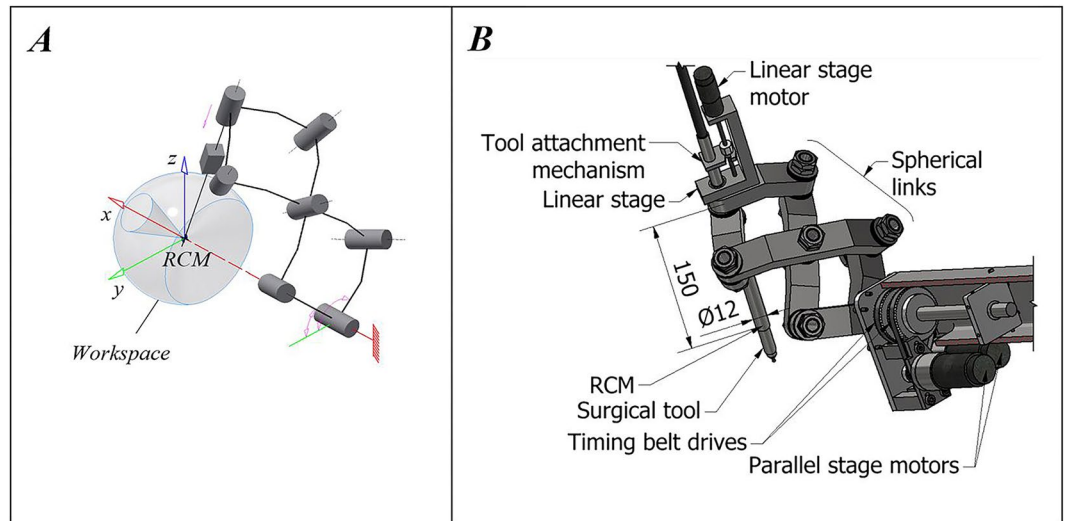 A
z
x
RCM
y
Workspace
B
Linear stage
motor
Tool attachment
mechanism
Linear stage
Spherical
links
150
Ø12
RCM
Surgical tool
Timing belt drives
Parallel stage motors